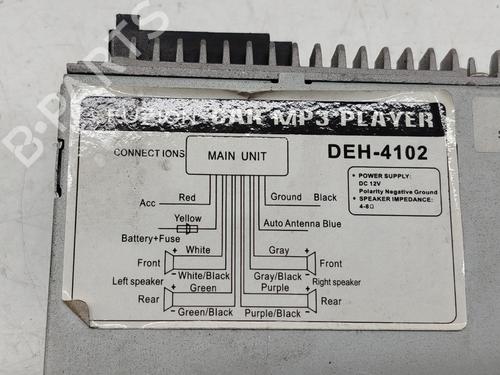 FUZION CAR MP3 PLAYER
CONNECTIONS
MAIN UNIT
DEH-4102
• POWER SUPPLY:
DC 12V
Polarity Negative Ground
• SPEAKER IMPEDANCE:
4-8Ω
Acc
Red
Ground
Black
Yellow
Battery+Fuse
Auto Antenna Blue
+
White
Gray
+
Front
Front
-
White/Black
Gray/Black
-
Left speaker
Right speaker
+
Green
Purple
+
Rear
Rear
-
Green/Black
Purple/Black
-
B-PARTS